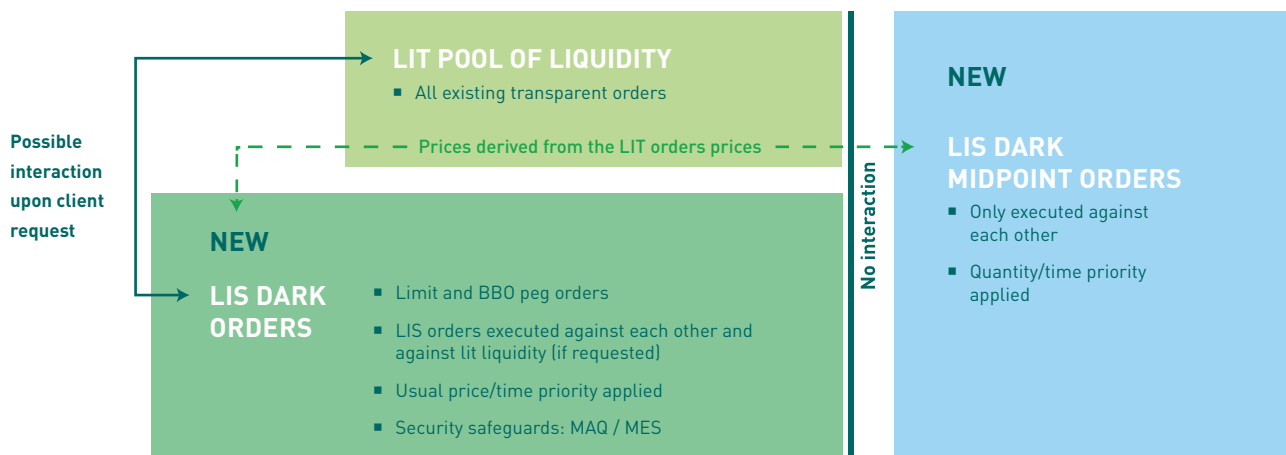 LIT POOL OF LIQUIDITY
■ All existing transparent orders
Possible
interaction
upon client
request
Prices derived from the LIT orders prices
NEW
LIS DARK
ORDERS
■ Limit and BBO peg orders
■ LIS orders executed against each other and
against lit liquidity (if requested)
■ Usual price/time priority applied
■ Security safeguards: MAQ / MES
No interaction
NEW
LIS DARK
MIDPOINT ORDERS
■ Only executed against
each other
■ Quantity/time priority
applied